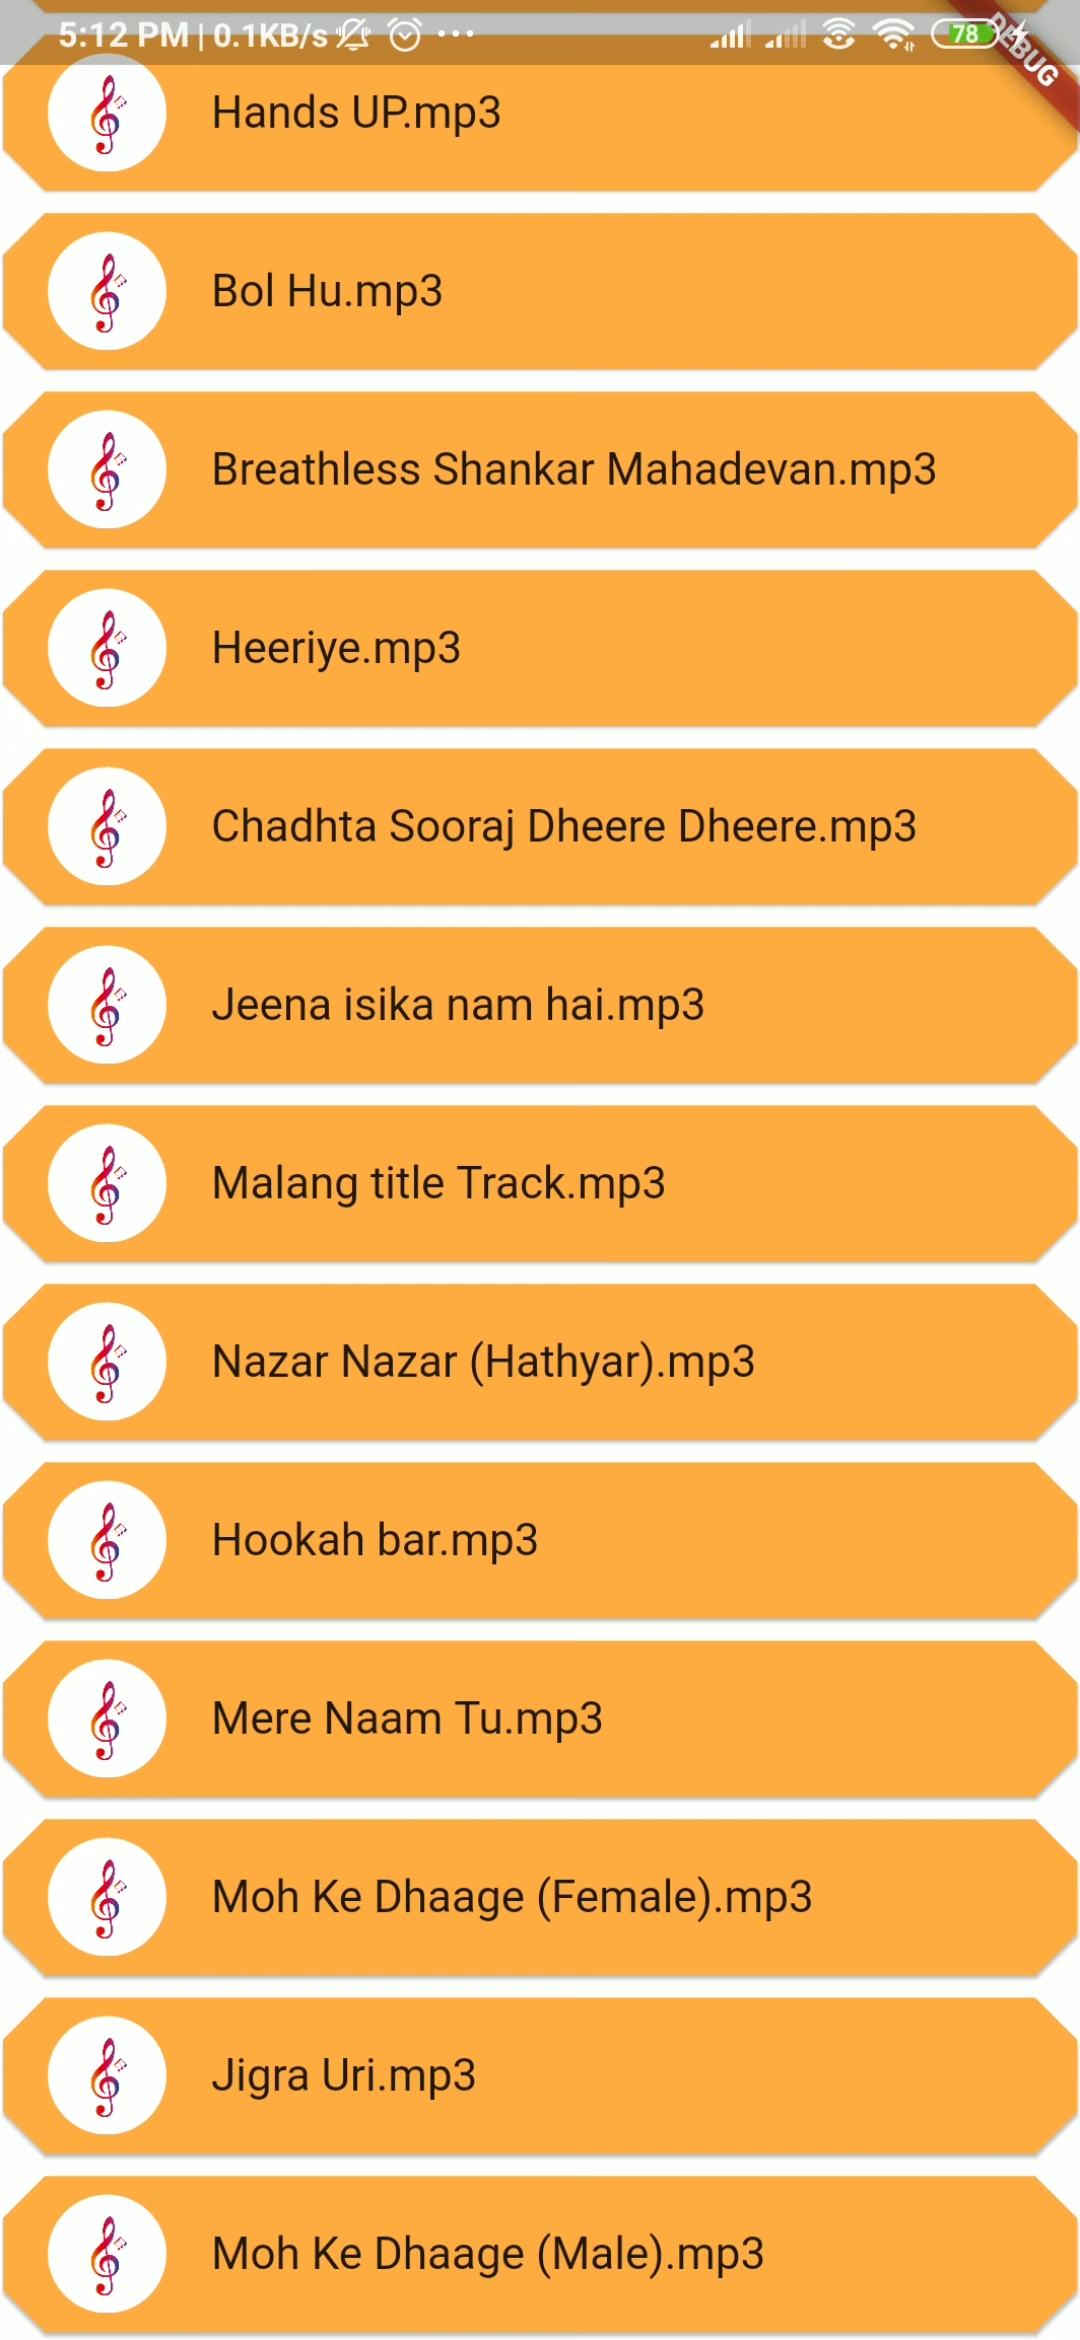 5:12 PM | 0.1KB/s ...
78
DEBUG
Hands UP.mp3
Bol Hu.mp3
Breathless Shankar Mahadevan.mp3
Heeriye.mp3
Chadhta Sooraj Dheere Dheere.mp3
Jeena isika nam hai.mp3
Malang title Track.mp3
Nazar Nazar (Hathyar).mp3
Hookah bar.mp3
Mere Naam Tu.mp3
Moh Ke Dhaage (Female).mp3
Jigra Uri.mp3
Moh Ke Dhaage (Male).mp3